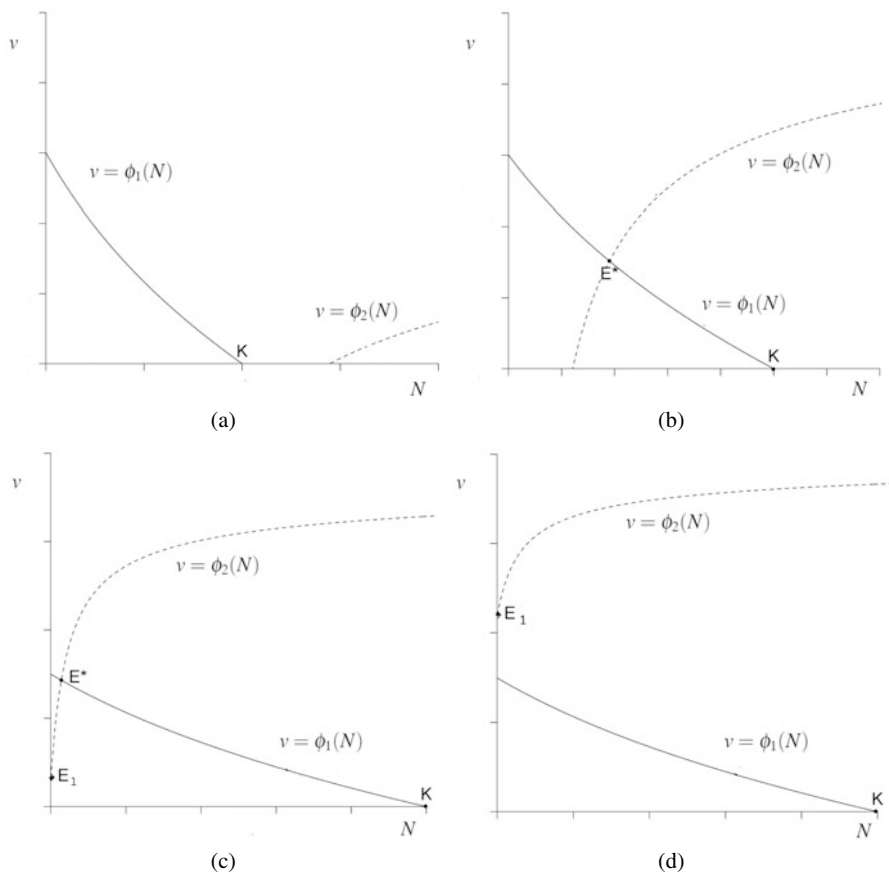 v
v = ϕ₁(N)
v = ϕ₂(N)
K
N
(a)
v
v = ϕ₂(N)
E*
v = ϕ₁(N)
K
N
(b)
v
v = ϕ₂(N)
E*
v = ϕ₁(N)
E₁
K
N
(c)
v
v = ϕ₂(N)
E₁
v = ϕ₁(N)
K
N
(d)